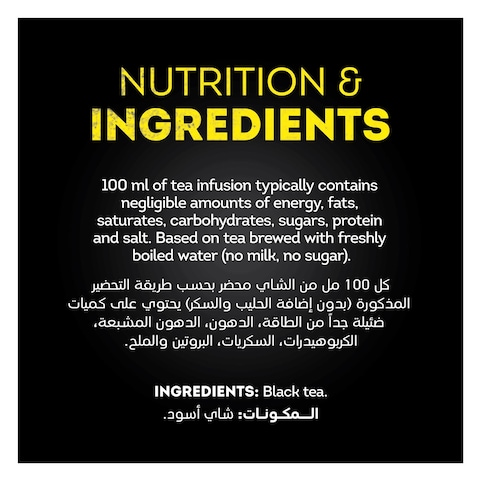 NUTRITION &
INGREDIENTS
100 ml of tea infusion typically contains
negligible amounts of energy, fats,
saturates, carbohydrates, sugars, protein
and salt. Based on tea brewed with freshly
boiled water (no milk, no sugar).
كل 100 مل من الشاي محضر بحسب طريقة التحضير
المذكورة (بدون إضافة الحليب والسكر) يحتوي على كميات
ضئيلة جداً من الطاقة، الدهون، الدهون المشبعة،
الكربوهيدرات، السكريات، البروتين والملح.
INGREDIENTS: Black tea.
المـكونـات: شاي أسود.